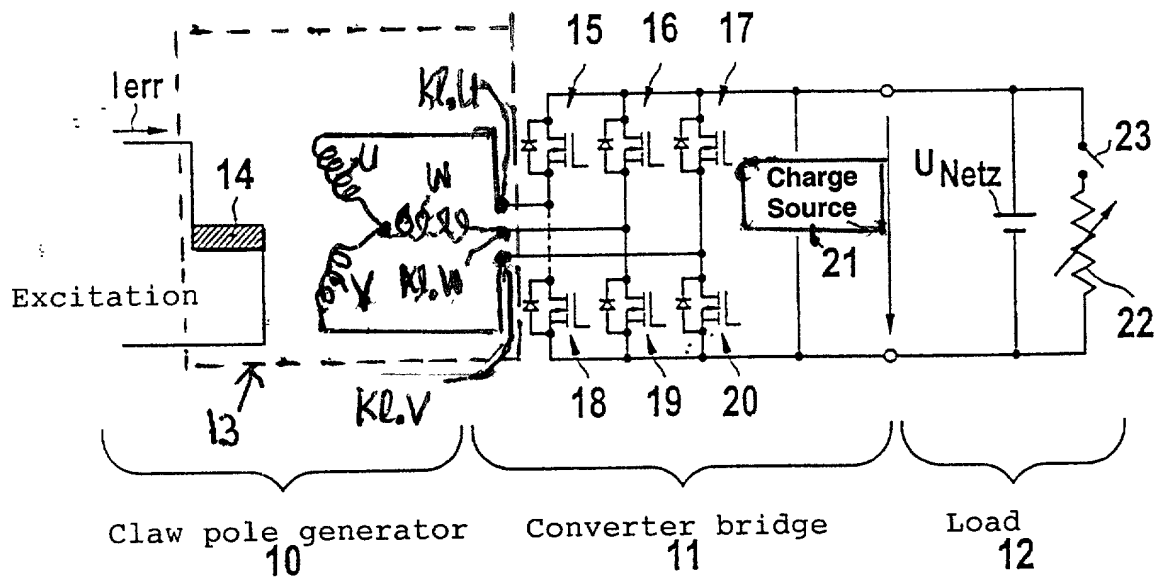 Ierr
14
Excitation
13
U
W
V
Kl.U
Kl.W
Kl.V
15
16
17
18
19
20
Charge
Source
21
U Netz
23
22
Claw pole generator
10
Converter bridge
11
Load
12